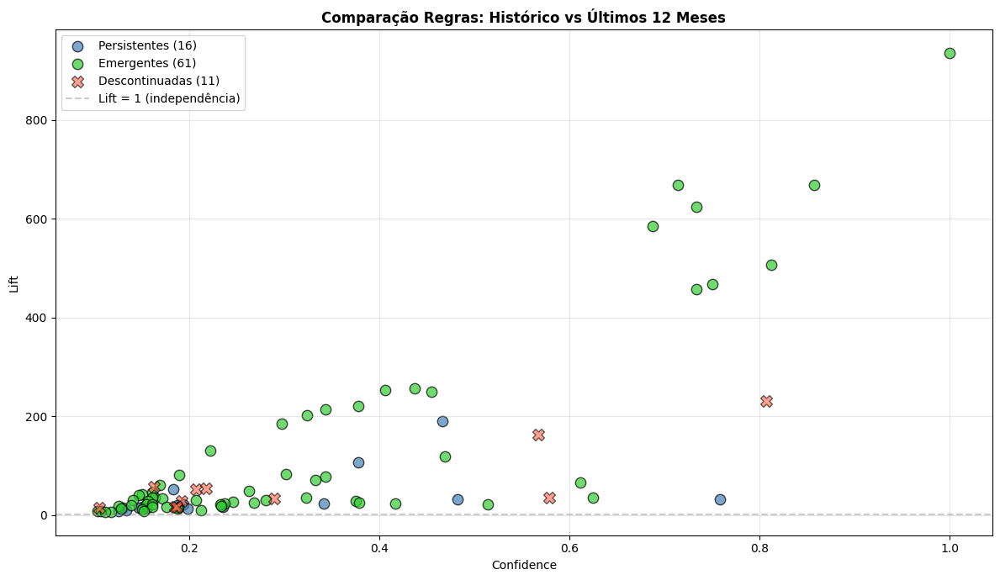 Comparação Regras: Histórico vs Últimos 12 Meses
Persistentes (16)
Emergentes (61)
Descontinuadas (11)
Lift = 1 (independência)
Lift
800
600
400
200
0
0.2
0.4
0.6
0.8
1.0
Confidence